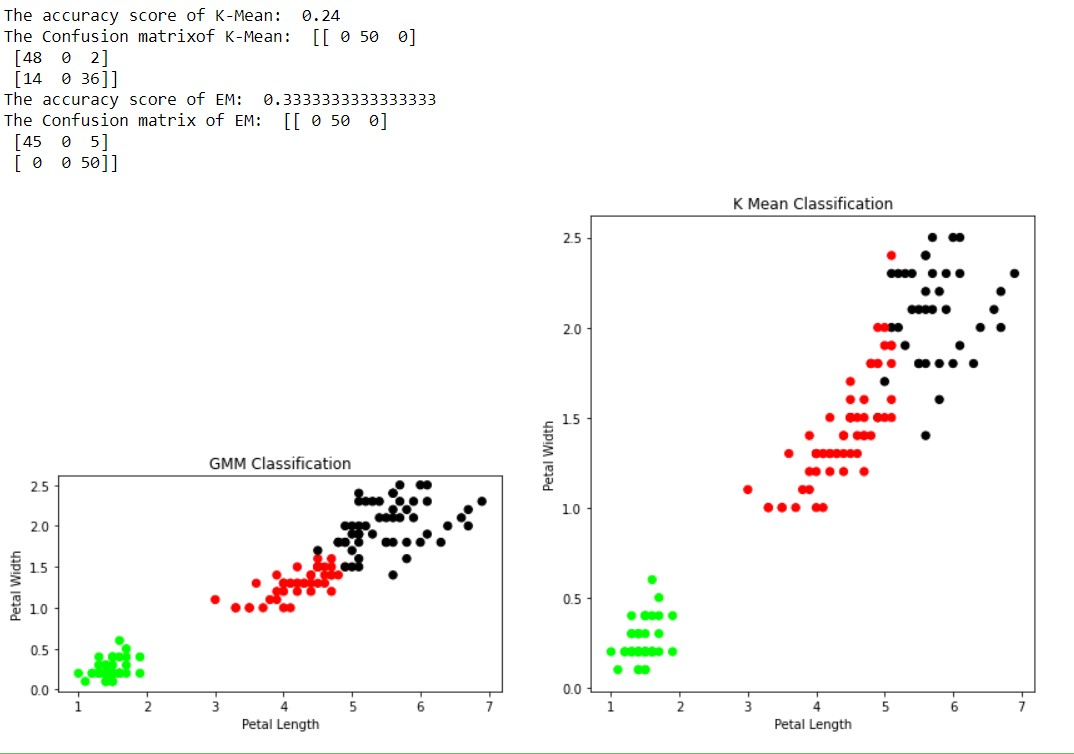 The accuracy score of K-Mean:  0.24
The Confusion matrixof K-Mean:  [[ 0 50  0]
 [48  0  2]
 [14  0 36]]
The accuracy score of EM:  0.3333333333333333
The Confusion matrix of EM:  [[ 0 50  0]
 [45  0  5]
 [ 0  0 50]]
GMM Classification
2.5
2.0
1.5
1.0
0.5
0.0
Petal Width
1 2 3 4 5 6 7
Petal Length
K Mean Classification
2.5
2.0
1.5
1.0
0.5
0.0
Petal Width
1 2 3 4 5 6 7
Petal Length